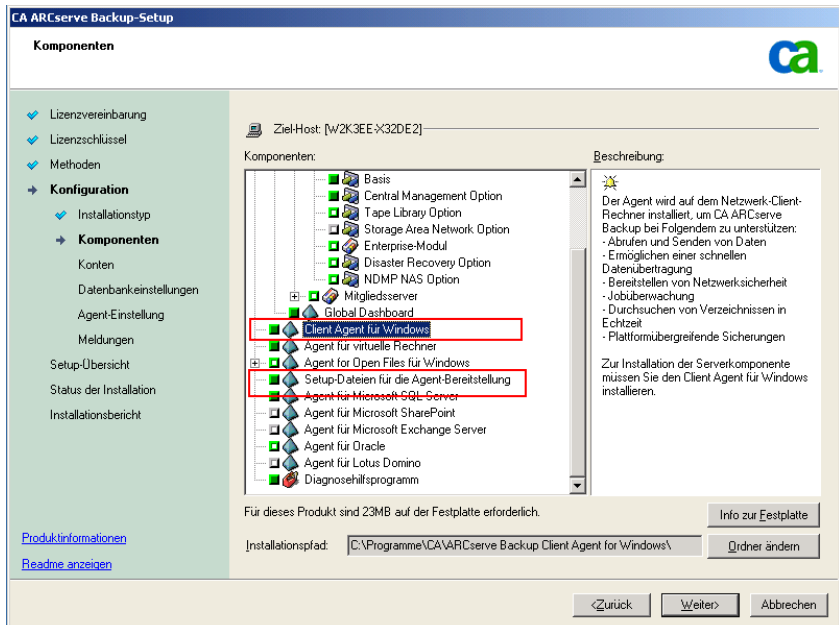 CA ARCserve Backup-Setup
Komponenten
ca
Lizenzvereinbarung
Lizenzschlüssel
Methoden
Konfiguration
Installationstyp
Komponenten
Konten
Datenbankeinstellungen
Agent-Einstellung
Meldungen
Setup-Übersicht
Status der Installation
Installationsbericht
Produktinformationen
Readme anzeigen
Ziel-Host: [W2K3EE-X32DE2]
Komponenten:
Basis
Central Management Option
Tape Library Option
Storage Area Network Option
Enterprise-Modul
Disaster Recovery Option
NDMP NAS Option
Mitgliedsserver
Global Dashboard
Client Agent für Windows
Agent für virtuelle Rechner
Agent for Open Files für Windows
Setup-Dateien für die Agent-Bereitstellung
Agent für Microsoft SQL Server
Agent für Microsoft SharePoint
Agent für Microsoft Exchange Server
Agent für Oracle
Agent für Lotus Domino
Diagnosehilfsprogramm
Beschreibung:
Der Agent wird auf dem Netzwerk-Client-
Rechner installiert, um CA ARCserve
Backup bei Folgendem zu unterstützen:
- Abrufen und Senden von Daten
- Ermöglichen einer schnellen
Datenübertragung
- Bereitstellen von Netzwerksicherheit
- Jobüberwachung
- Durchsuchen von Verzeichnissen in
Echtzeit
- Plattformübergreifende Sicherungen
Zur Installation der Serverkomponente
müssen Sie den Client Agent für Windows
installieren.
Für dieses Produkt sind 23MB auf der Festplatte erforderlich.
Info zur Festplatte
Installationspfad:
C:\Programme\CA\ARCserve Backup Client Agent for Windows\
Ordner ändern
<Zurück
Weiter>
Abbrechen